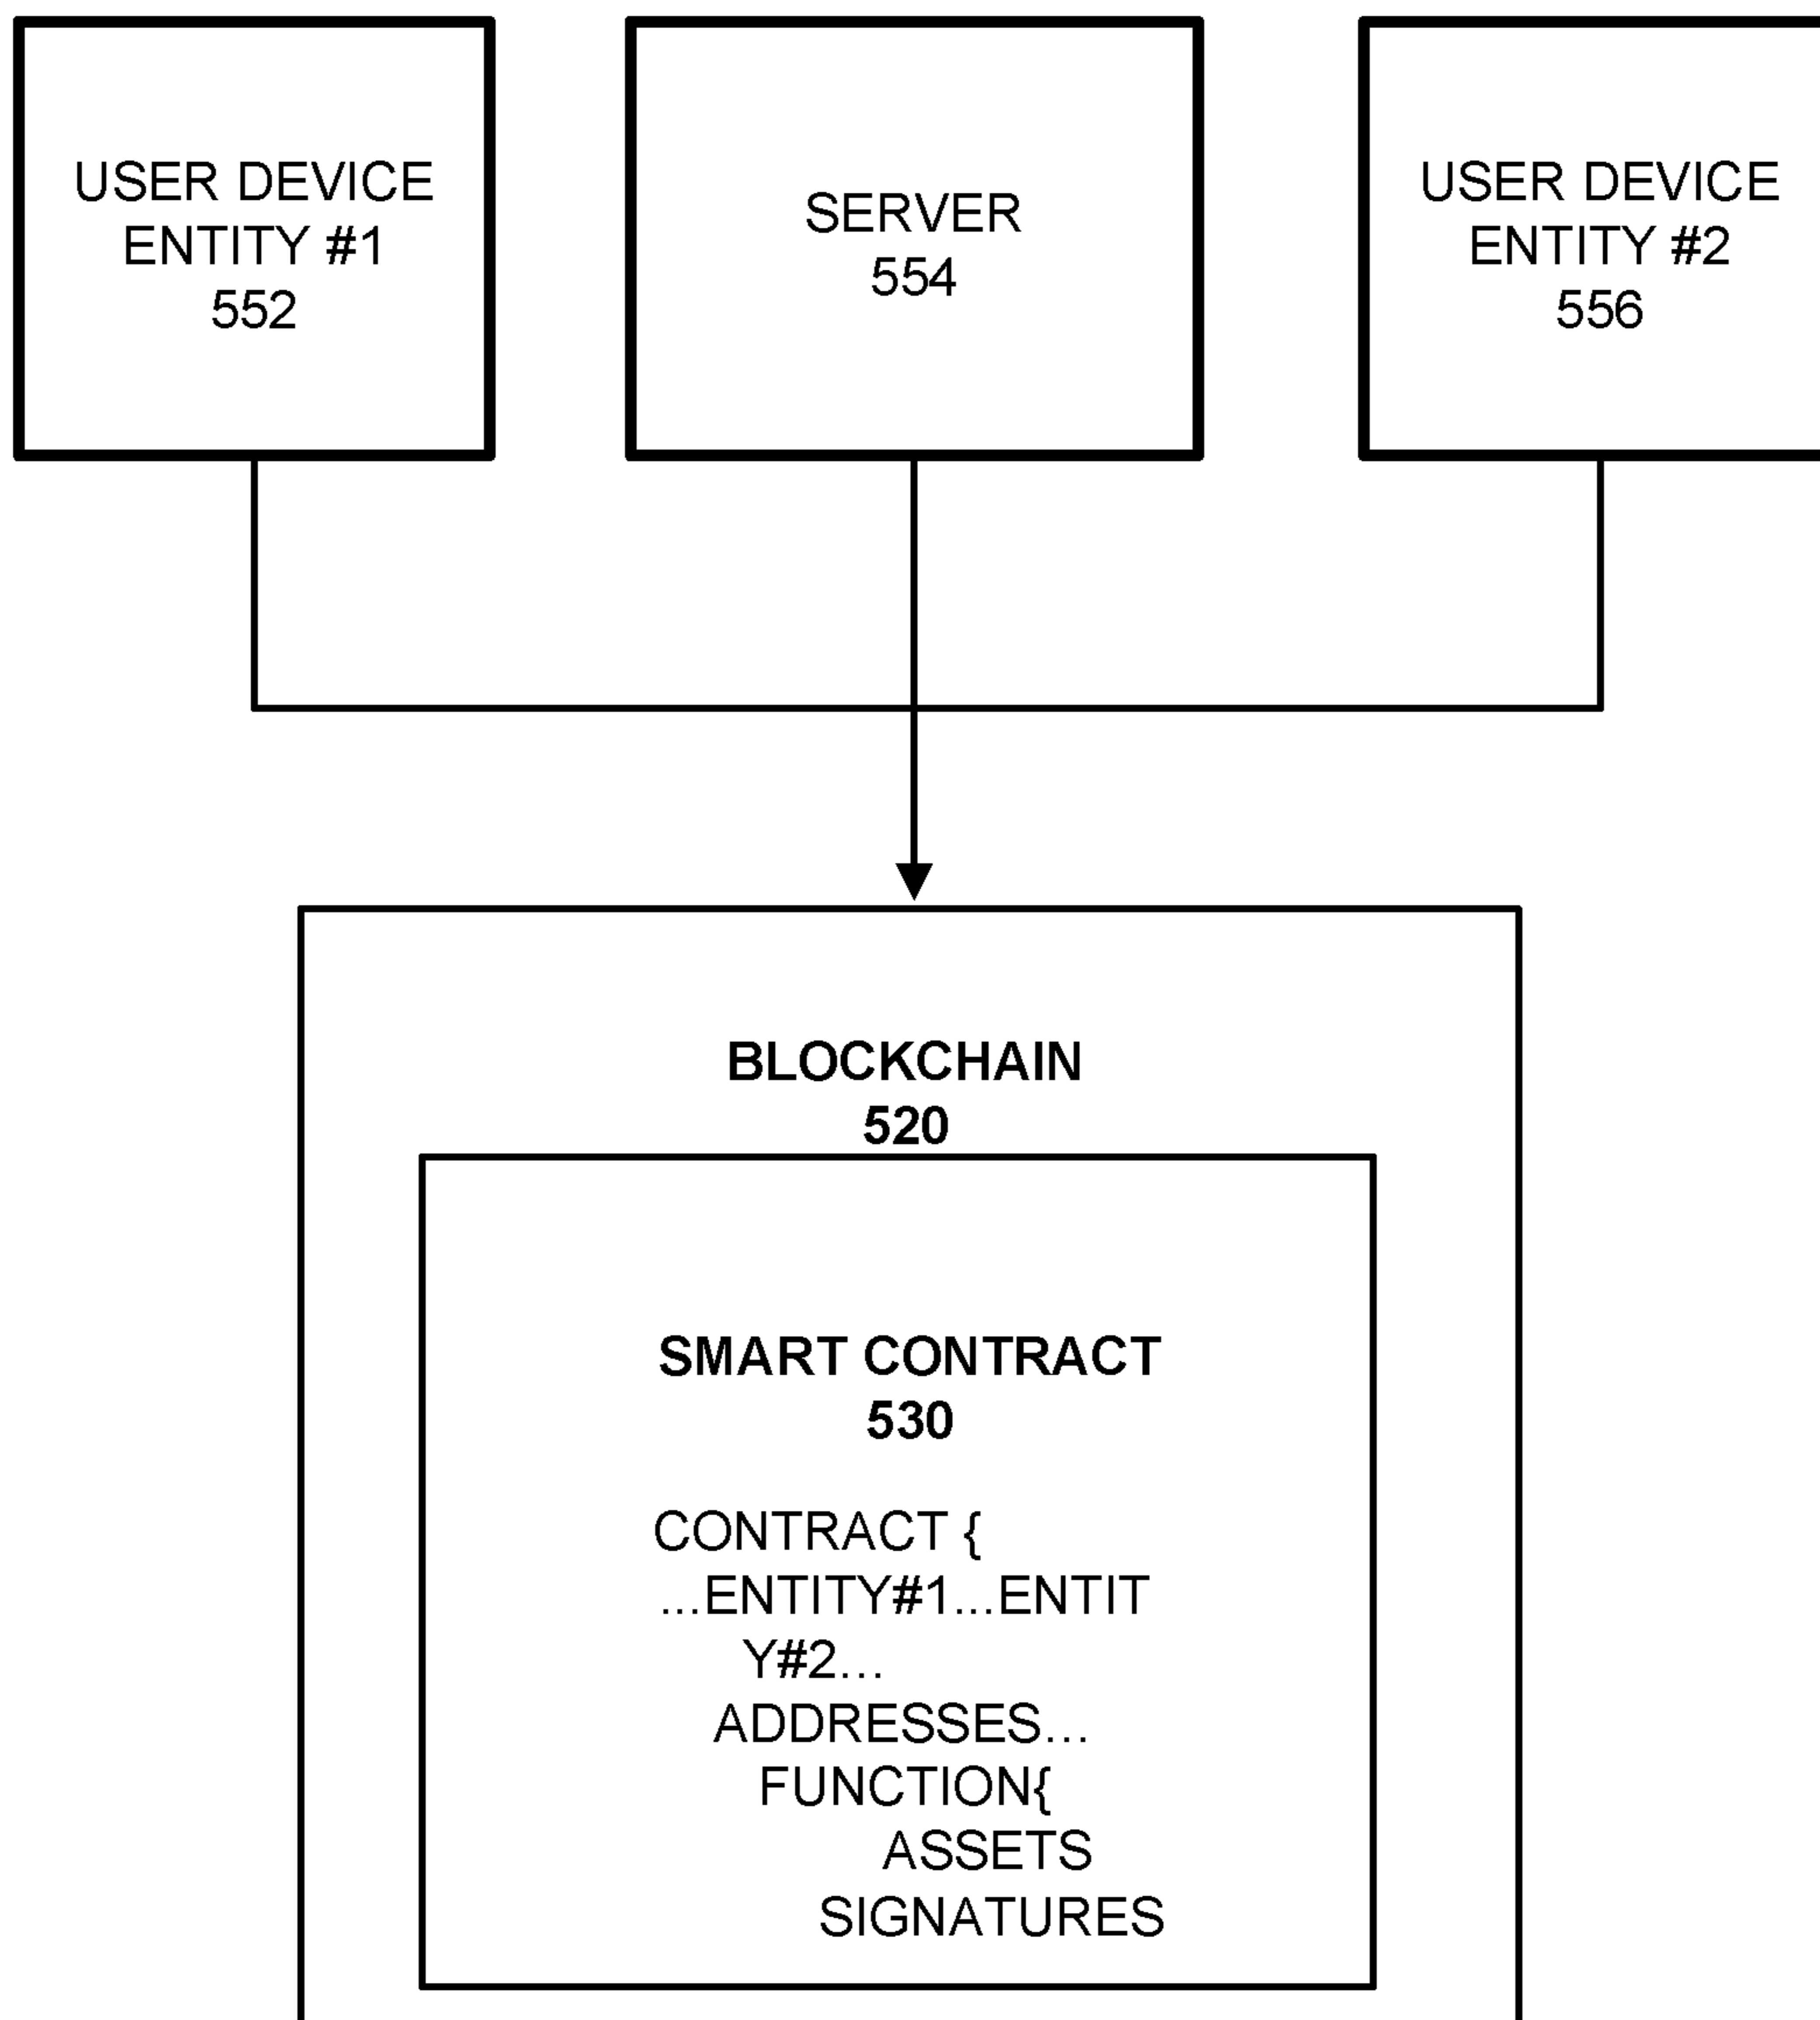 USER DEVICE
ENTITY #1
552
SERVER
554
USER DEVICE
ENTITY #2
556
BLOCKCHAIN
520
SMART CONTRACT
530
CONTRACT {
...ENTITY#1...ENTIT
Y#2...
ADDRESSES...
FUNCTION{
ASSETS
SIGNATURES